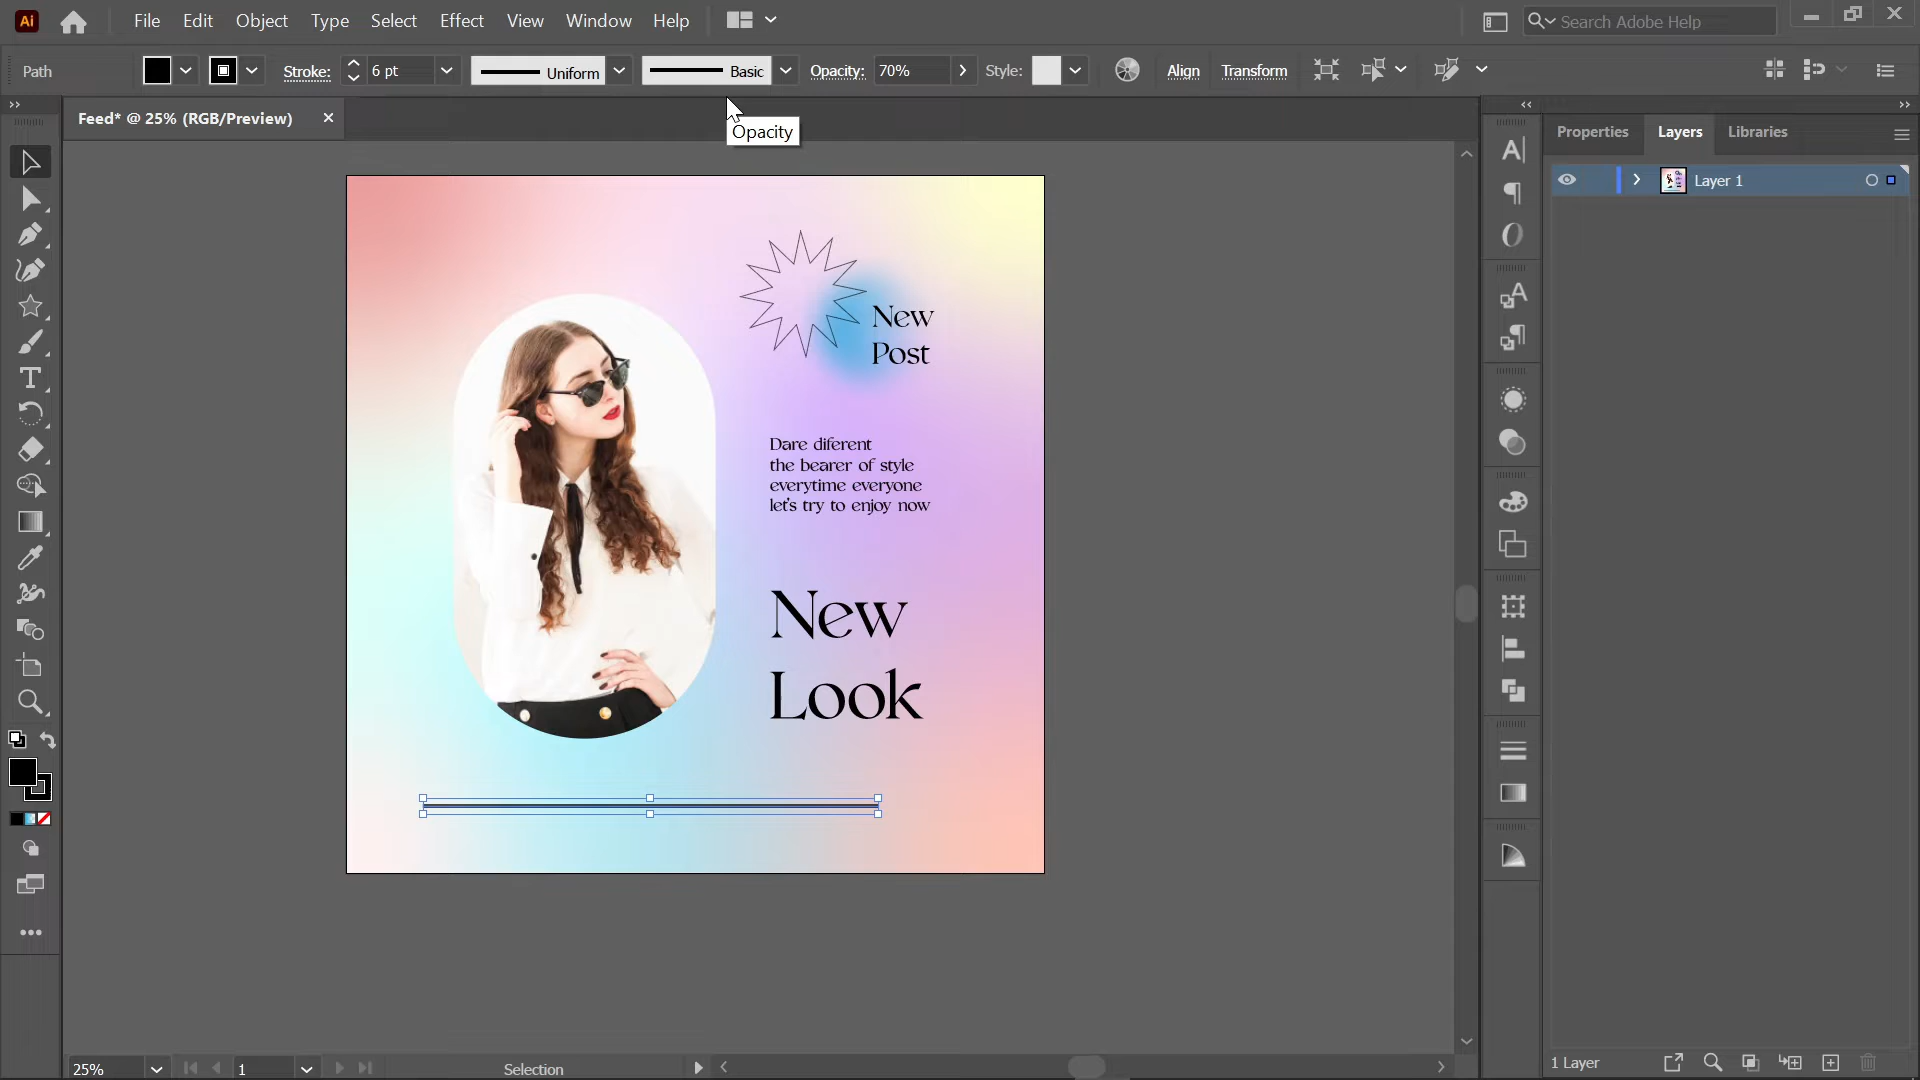 Ai
File
Edit
Object
Type
Select
Effect
View
Window
Help
Search Adobe Help
Path
Stroke:
6 pt
Uniform
Basic
Opacity:
70%
Style:
Align
Transform
Feed* @ 25% (RGB/Preview)
Opacity
Properties
Layers
Libraries
Layer 1
New
Post
Dare diferent
the bearer of style
everytime everyone
let's try to enjoy now
New
Look
25%
1
Selection
1 Layer